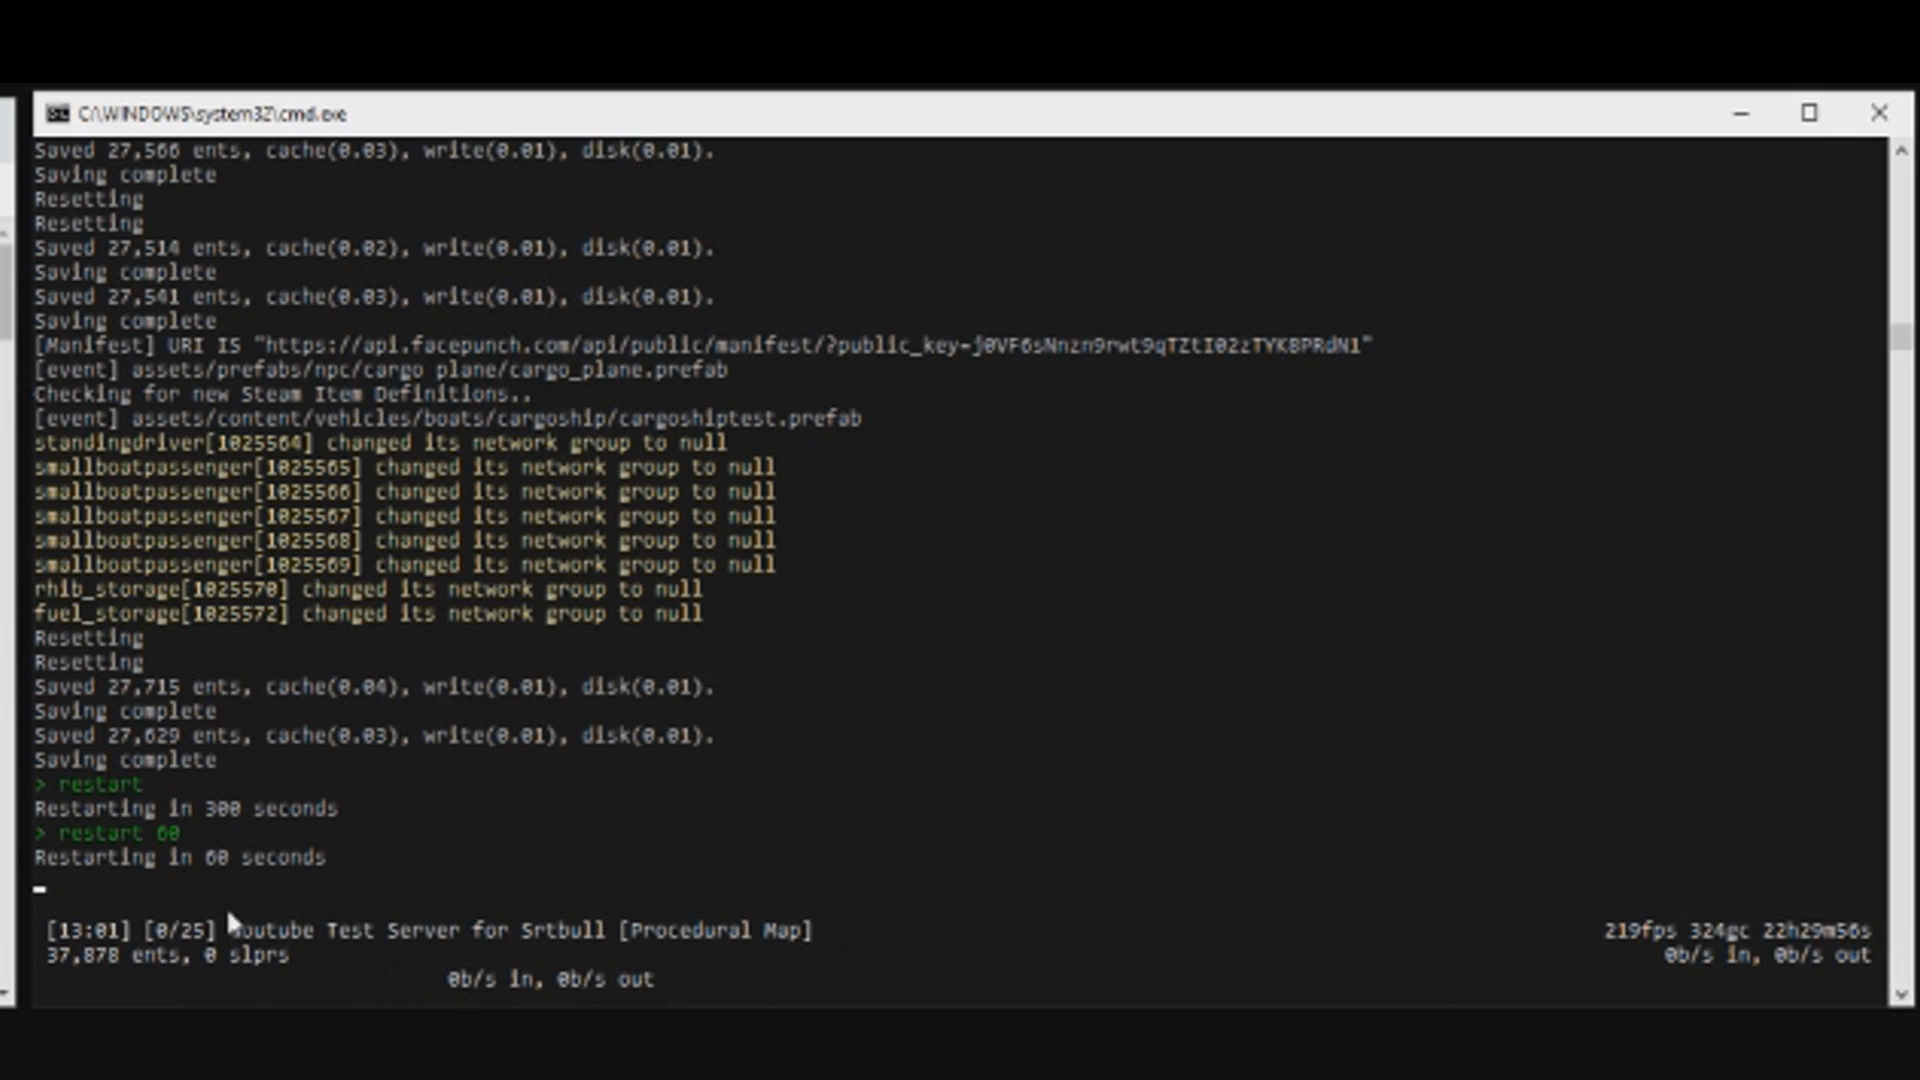 C:\WINDOWS\system32\cmd.exe
Saved 27,566 ents, cache(0.03), write(0.01), disk(0.01).
Saving complete
Resetting
Resetting
Saved 27,514 ents, cache(0.02), write(0.01), disk(0.01).
Saving complete
Saved 27,541 ents, cache(0.03), write(0.01), disk(0.01).
Saving complete
[Manifest] URI IS "https://api.facepunch.com/api/public/manifest/?public_key=j0VF6sNnzn9rwt9qTZtI02zTYK8PRdN1"
[event] assets/prefabs/npc/cargo plane/cargo_plane.prefab
Checking for new Steam Item Definitions..
[event] assets/content/vehicles/boats/cargoship/cargoshiptest.prefab
standingdriver[1025564] changed its network group to null
smallboatpassenger[1025565] changed its network group to null
smallboatpassenger[1025566] changed its network group to null
smallboatpassenger[1025567] changed its network group to null
smallboatpassenger[1025568] changed its network group to null
smallboatpassenger[1025569] changed its network group to null
rhib_storage[1025570] changed its network group to null
fuel_storage[1025572] changed its network group to null
Resetting
Resetting
Saved 27,715 ents, cache(0.04), write(0.01), disk(0.01).
Saving complete
Saved 27,629 ents, cache(0.03), write(0.01), disk(0.01).
Saving complete
> restart
Restarting in 300 seconds
> restart 60
Restarting in 60 seconds
[13:01] [0/25] Youtube Test Server for Srtbull [Procedural Map] 219fps 324gc 22h29m56s
37,878 ents, 0 slprs 0b/s in, 0b/s out
0b/s in, 0b/s out